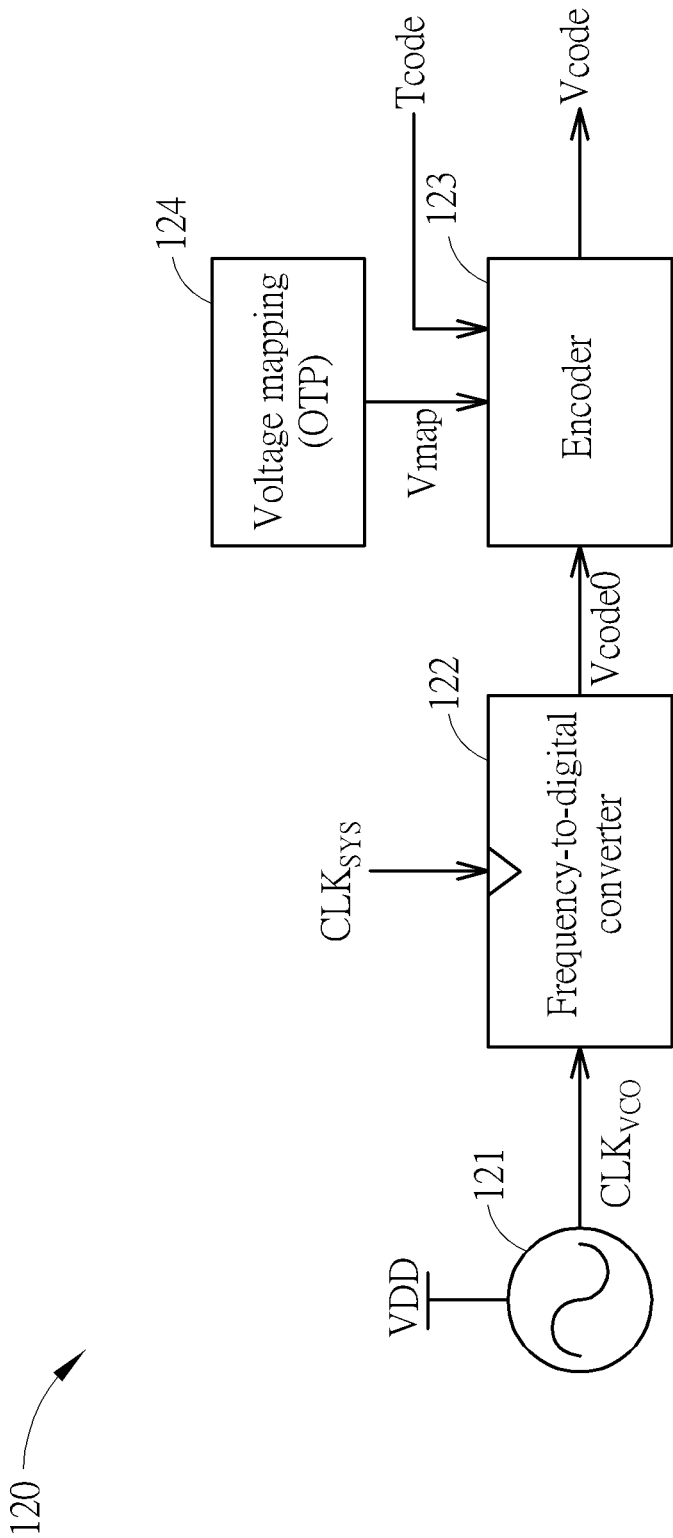 120
124
Voltage mapping
(OTP)
Tcode
Vmap
123
CLK_SYS
122
VDD
121
Frequency-to-digital
converter
Encoder
CLK_VCO
Vcode0
Vcode